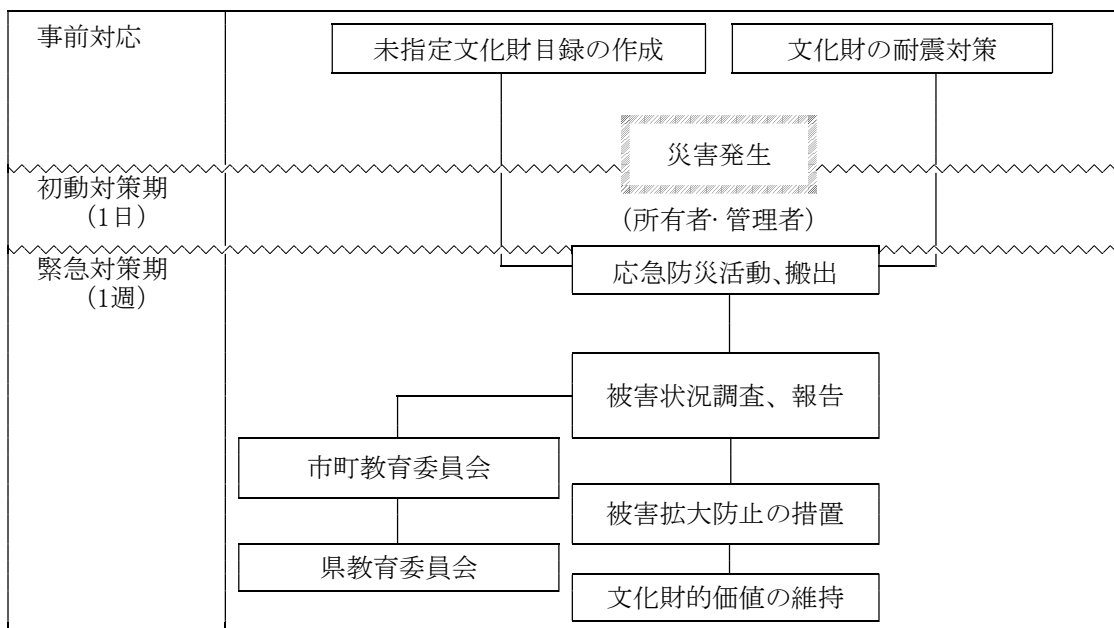 事前対応
未指定文化財目録の作成
文化財の耐震対策
災害発生
初動対策期
（1日）
（所有者･管理者）
緊急対策期
（1週）
応急防災活動､搬出
被害状況調査、報告
市町教育委員会
被害拡大防止の措置
県教育委員会
文化財的価値の維持